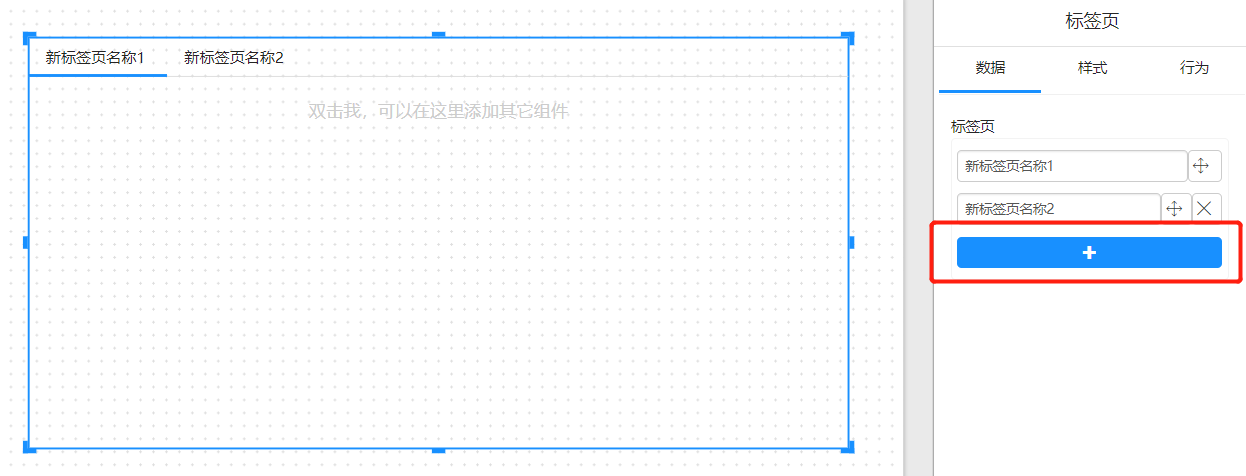 标签页
数据 样式 行为
新标签页名称1 新标签页名称2
双击我，可以在这里添加其它组件
标签页
新标签页名称1
新标签页名称2